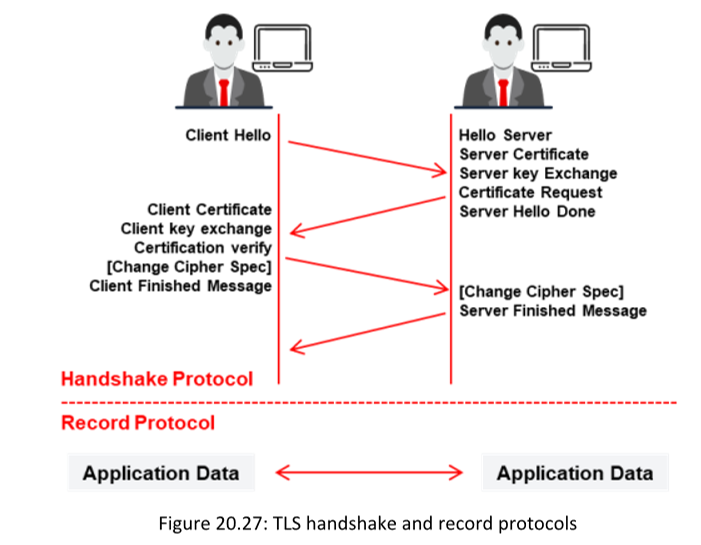 Client Hello
Hello Server
Server Certificate
Server key Exchange
Certificate Request
Server Hello Done
Client Certificate
Client key exchange
Certification verify
[Change Cipher Spec]
Client Finished Message
[Change Cipher Spec]
Server Finished Message
Handshake Protocol
Record Protocol
Application Data
Application Data
Figure 20.27: TLS handshake and record protocols